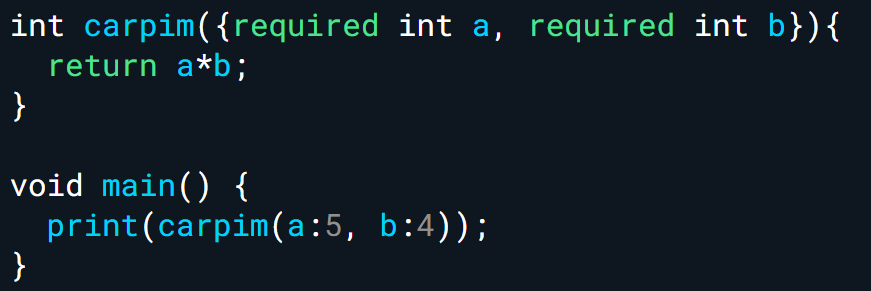 int carpim({required int a, required int b}){
  return a*b;
}

void main() {
  print(carpim(a:5, b:4));
}